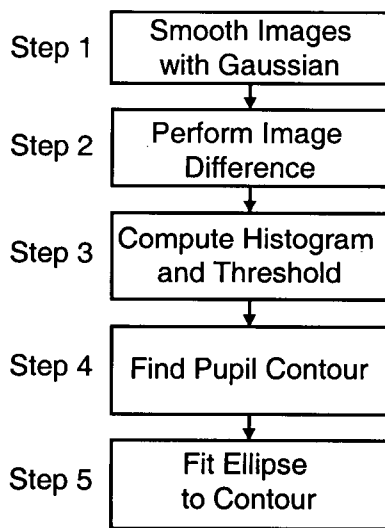 Step 1
Smooth Images
with Gaussian
Step 2
Perform Image
Difference
Step 3
Compute Histogram
and Threshold
Step 4
Find Pupil Contour
Step 5
Fit Ellipse
to Contour